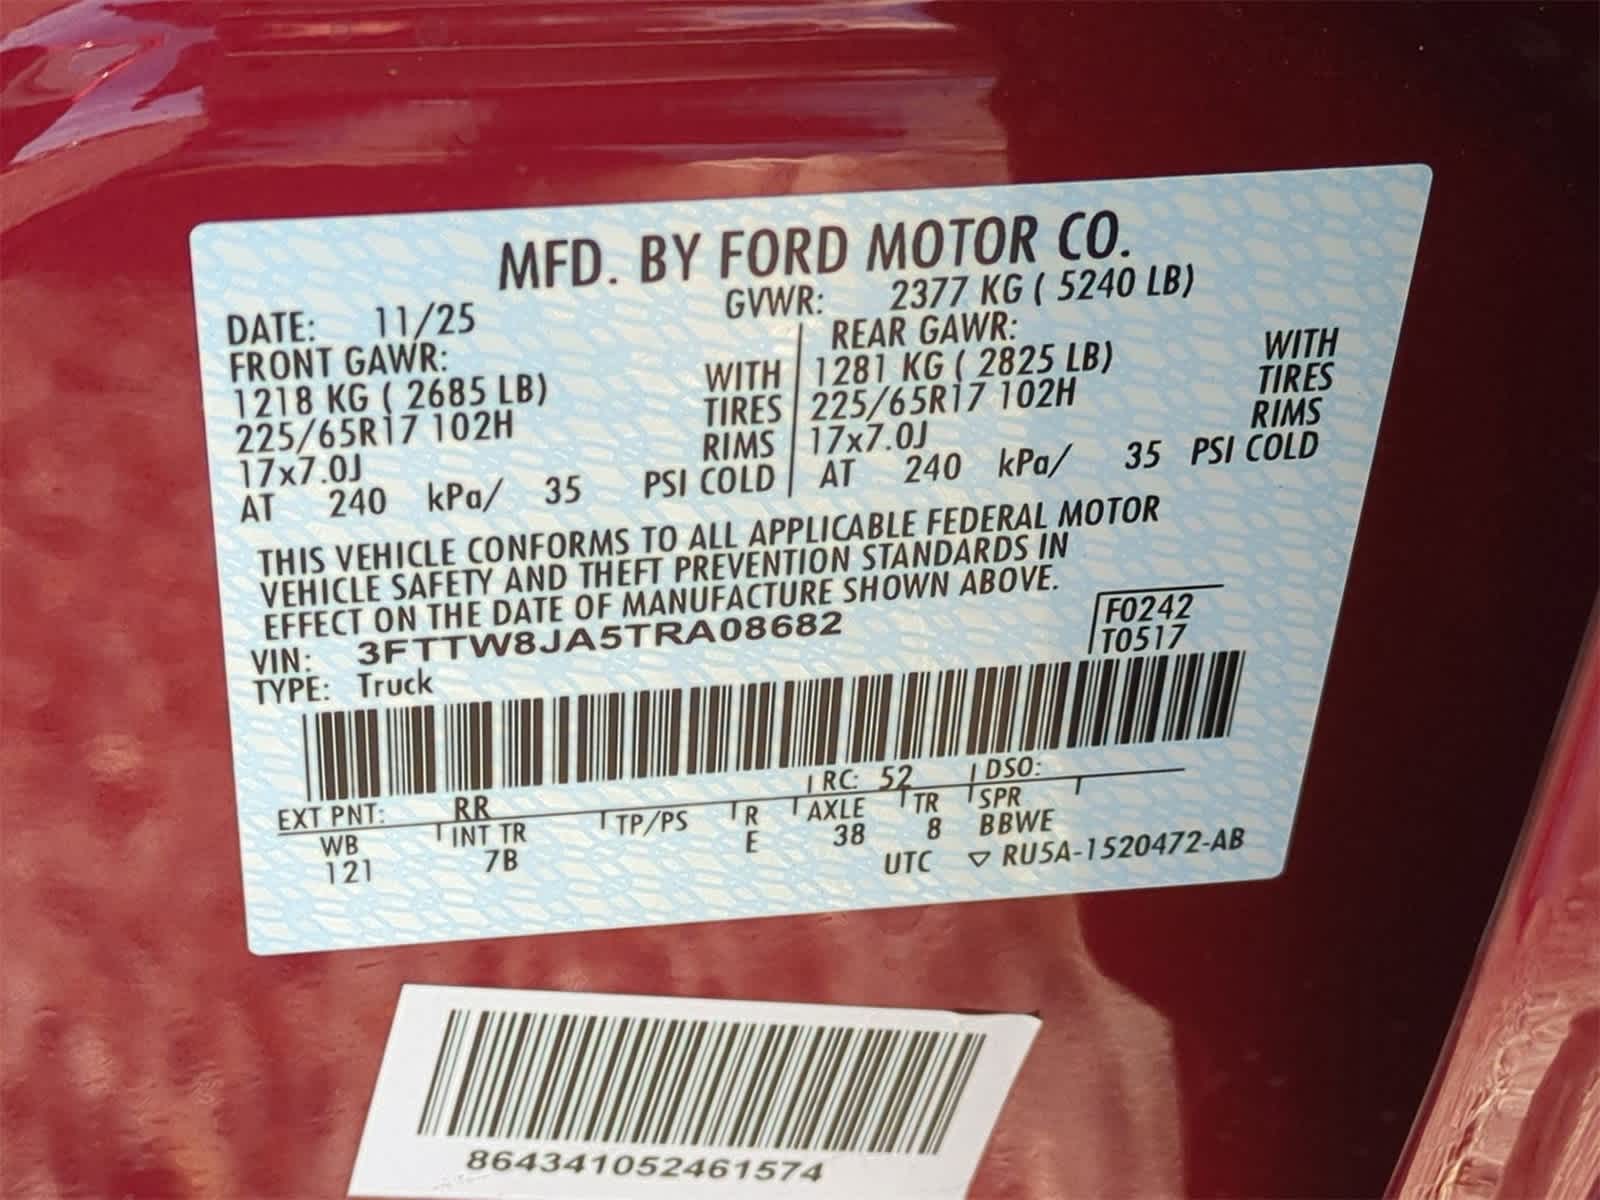 MFD. BY FORD MOTOR CO.
DATE: 11/25 GVWR: 2377 KG ( 5240 LB)
FRONT GAWR: REAR GAWR:
1218 KG ( 2685 LB) WITH 1281 KG ( 2825 LB) WITH
225/65R17 102H TIRES 225/65R17 102H TIRES
17x7.0J RIMS 17x7.0J RIMS
AT 240 kPa/ 35 PSI COLD AT 240 kPa/ 35 PSI COLD
THIS VEHICLE CONFORMS TO ALL APPLICABLE FEDERAL MOTOR
VEHICLE SAFETY AND THEFT PREVENTION STANDARDS IN
EFFECT ON THE DATE OF MANUFACTURE SHOWN ABOVE.
VIN: 3FTTW8JA5TRA08682 F0242
TYPE: Truck T0517
EXT PNT: RR RC: 52 DSO:
WB INT TR TP/PS R AXLE TR SPR
121 7B E 38 8 BBWE
UTC ▽ RU5A-1520472-AB
864341052461574